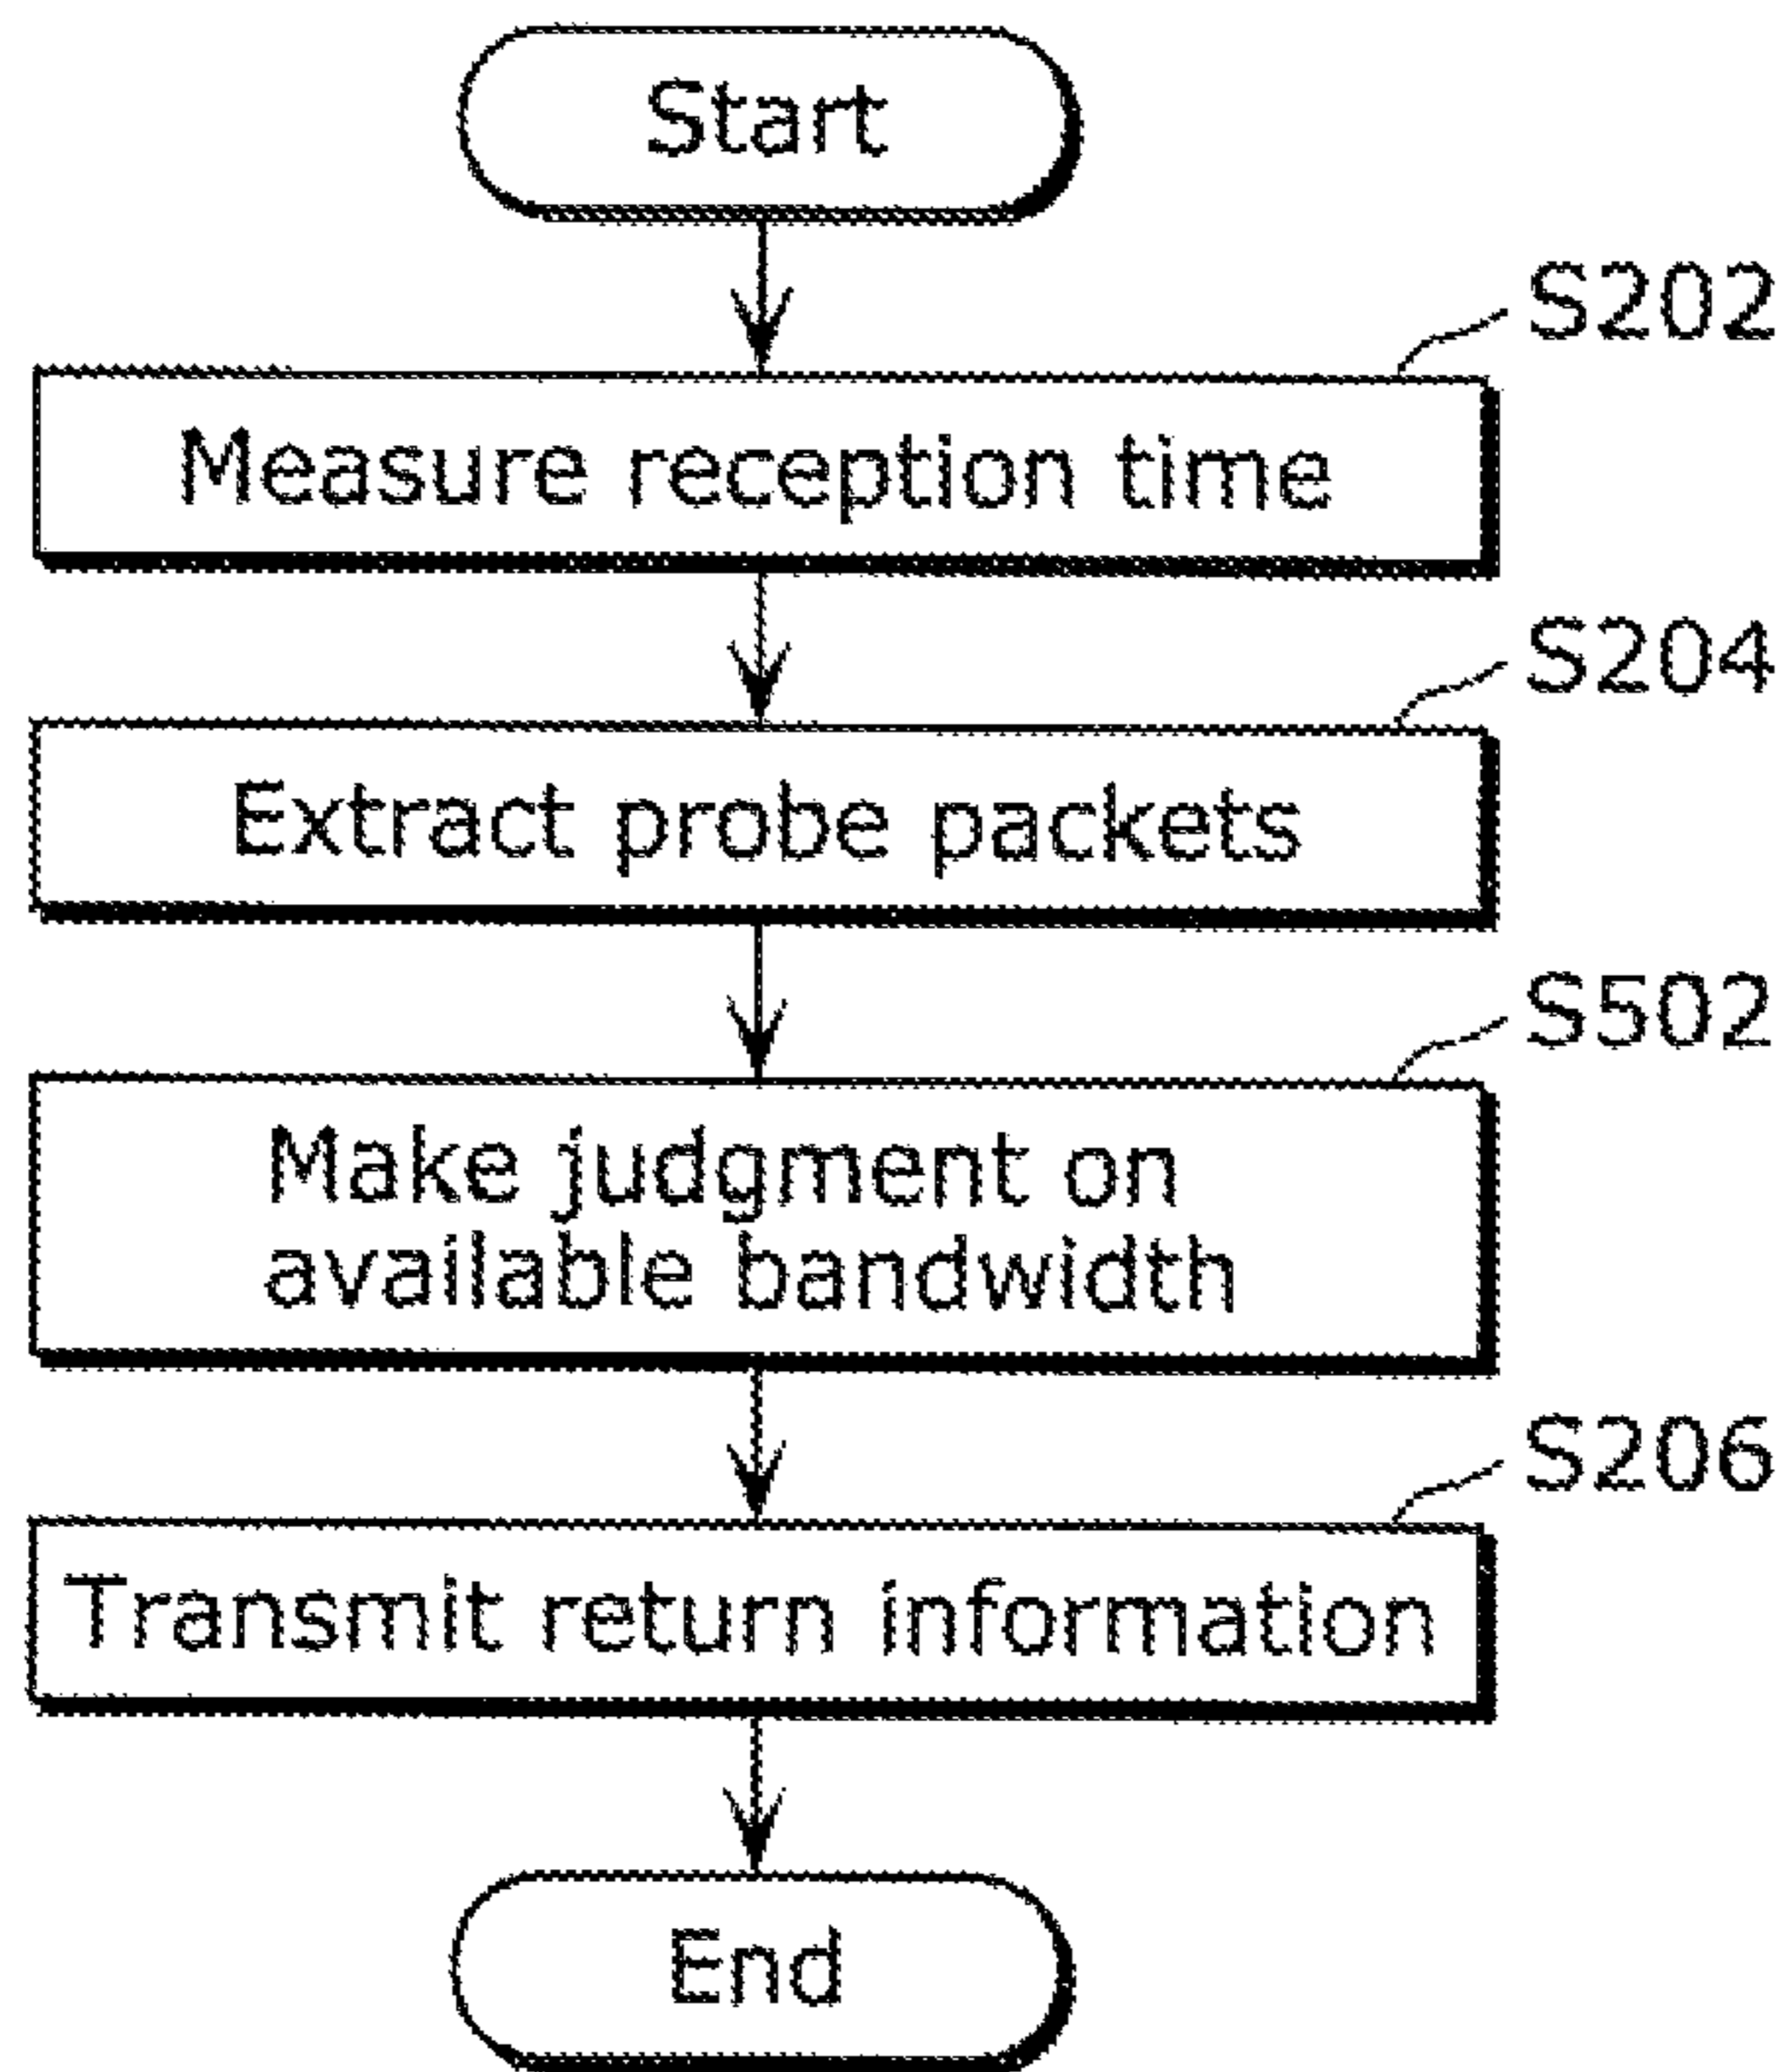 Start
S202
Measure reception time
S204
Extract probe packets
S502
Make judgment on
available bandwidth
S206
Transmit return information
End